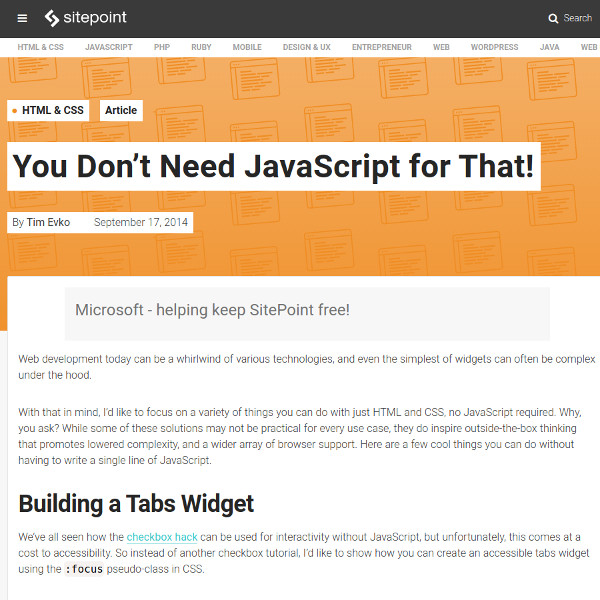 sitepoint
Search
HTML & CSS JAVASCRIPT PHP RUBY MOBILE DESIGN & UX ENTREPRENEUR WEB WORDPRESS JAVA WEB
HTML & CSS Article
You Don’t Need JavaScript for That!
By Tim Evko September 17, 2014
Microsoft - helping keep SitePoint free!
Web development today can be a whirlwind of various technologies, and even the simplest of widgets can often be complex
under the hood.
With that in mind, I’d like to focus on a variety of things you can do with just HTML and CSS, no JavaScript required. Why,
you ask? While some of these solutions may not be practical for every use case, they do inspire outside-the-box thinking
that promotes lowered complexity, and a wider array of browser support. Here are a few cool things you can do without
having to write a single line of JavaScript.
Building a Tabs Widget
We’ve all seen how the checkbox hack can be used for interactivity without JavaScript, but unfortunately, this comes at a
cost to accessibility. So instead of another checkbox tutorial, I’d like to show how you can create an accessible tabs widget
using the :focus pseudo-class in CSS.